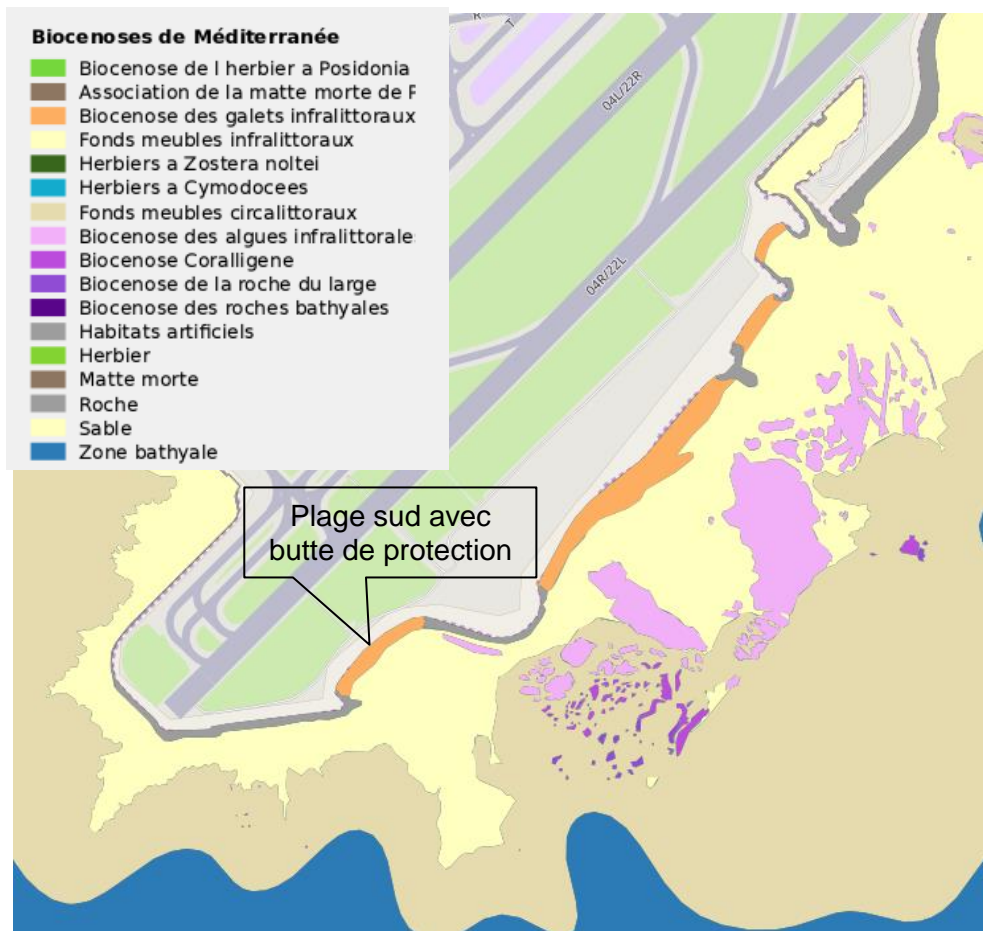 Biocenoses de Méditerranée
Biocenose de l herbier a Posidonia
Association de la matte morte de P
Biocenose des galets infralittoraux
Fonds meubles infralittoraux
Herbiers a Zostera noltei
Herbiers a Cymodocees
Fonds meubles circalittoraux
Biocenose des algues infralittorale
Biocenose Coralligene
Biocenose de la roche du large
Biocenose des roches bathyales
Habitats artificiels
Herbier
Matte morte
Roche
Sable
Zone bathyale
R
T
04L/22R
04R/22L
Plage sud avec
butte de protection